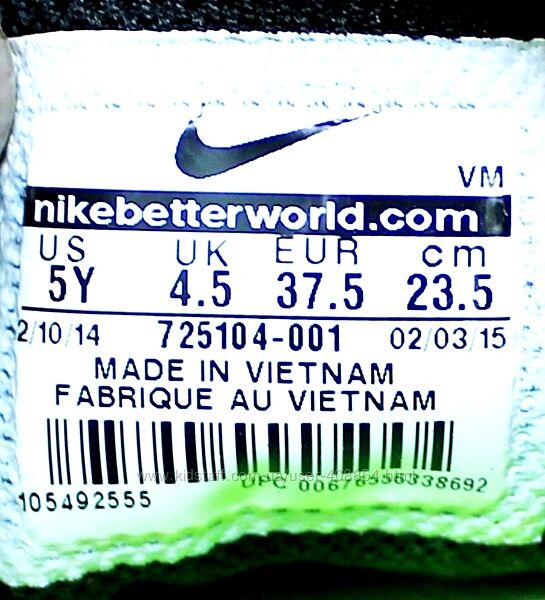 VM
nikebetterworld.com
US UK EUR cm
5Y 4.5 37.5 23.5
2/10/14 725104-001 02/03/15
MADE IN VIETNAM
FABRIQUE AU VIETNAM
UPC
105492555